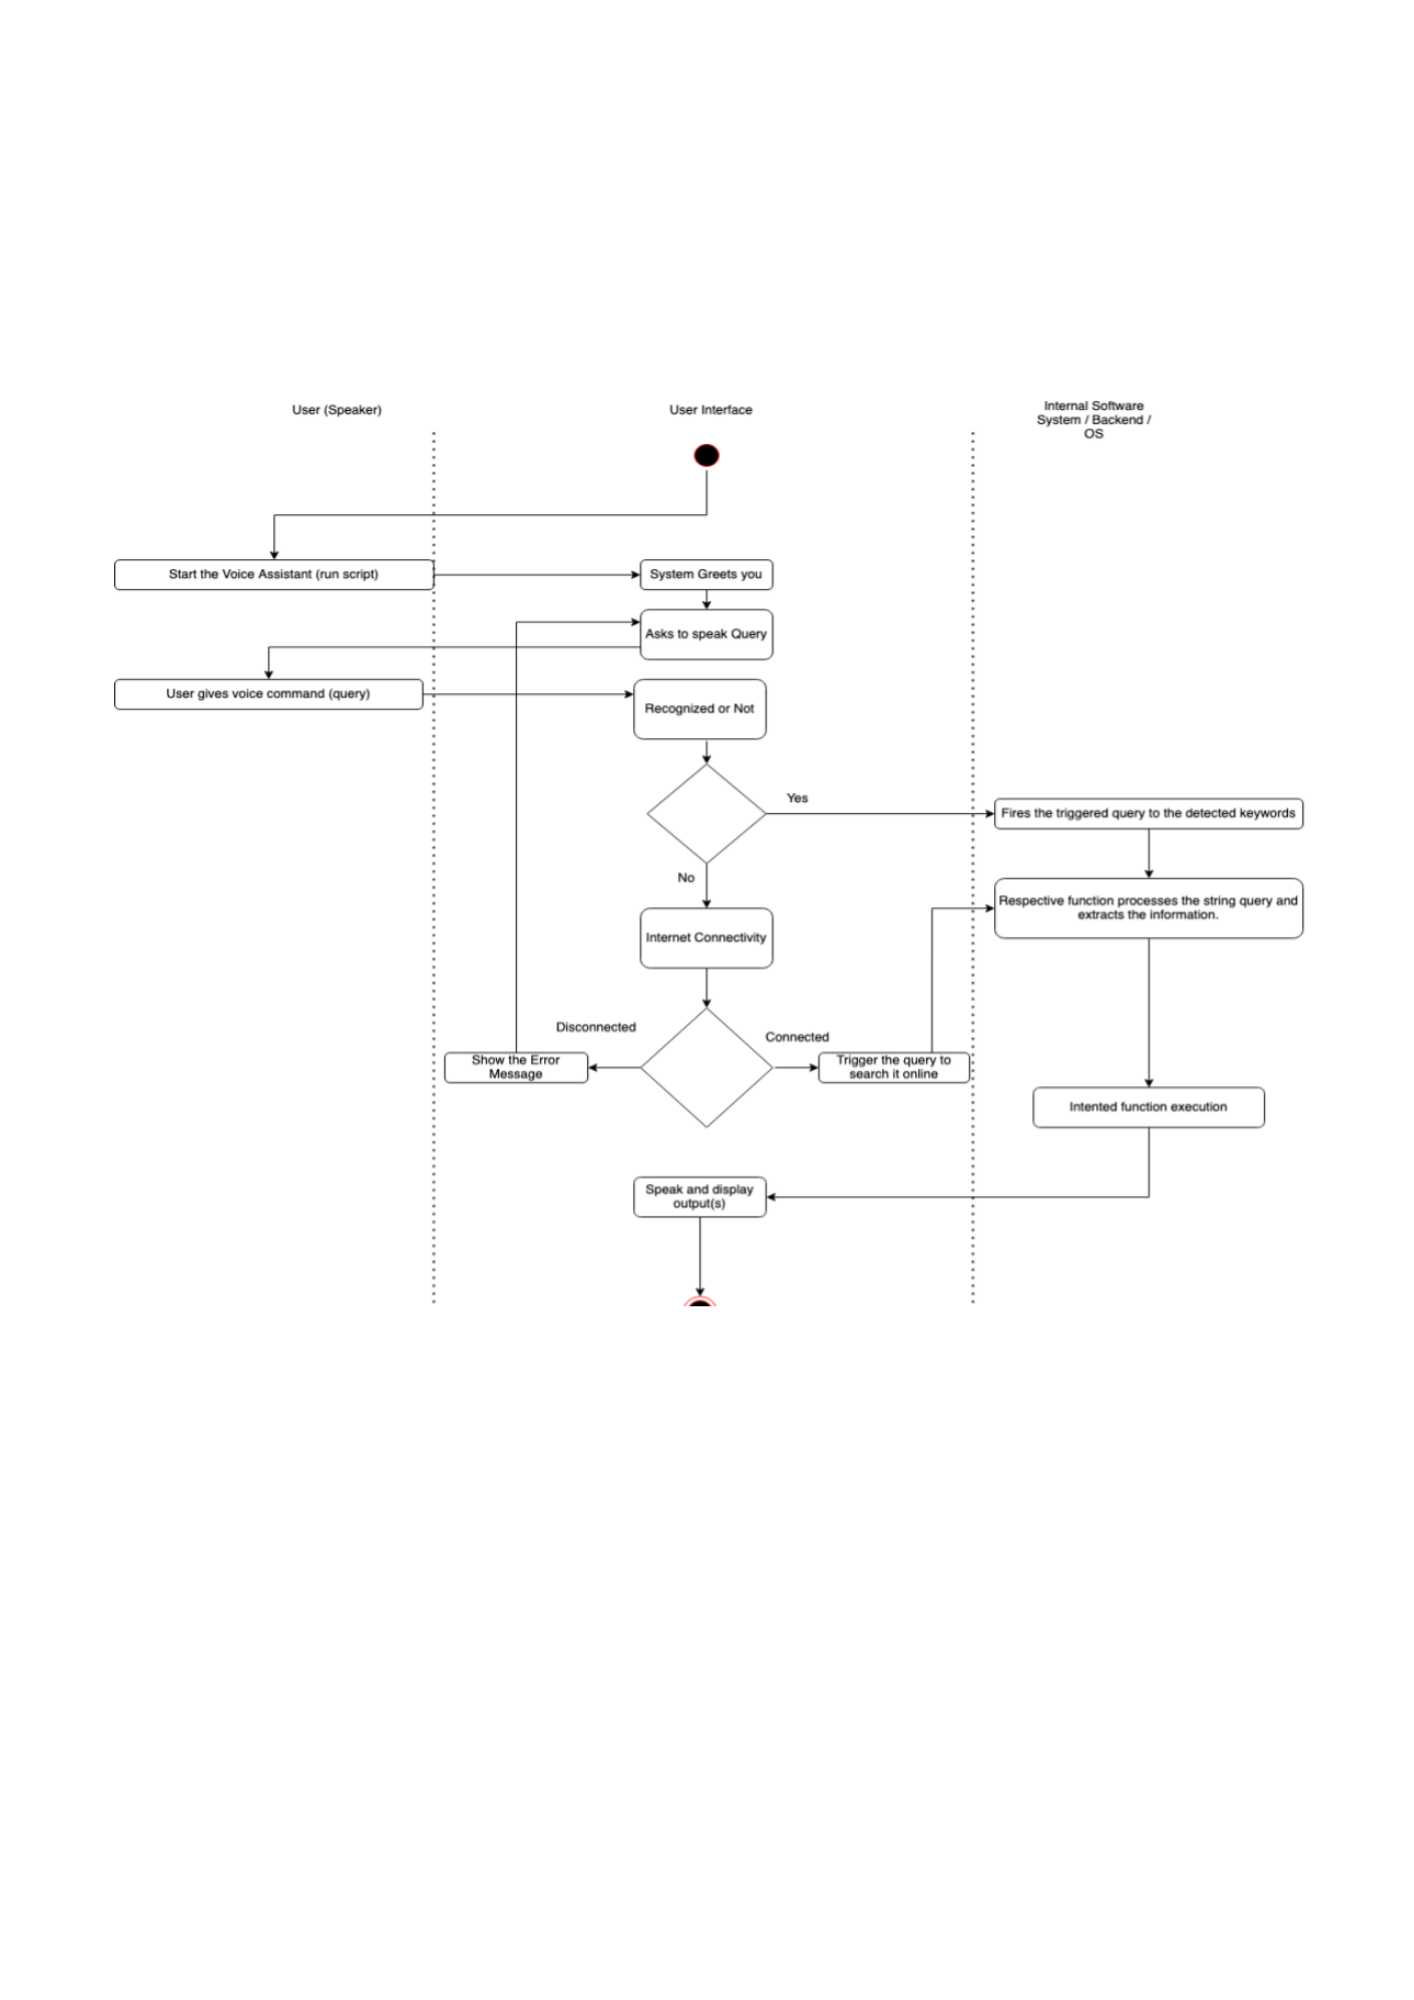 User (Speaker)
User Interface
Internal Software
System / Backend /
OS
Start the Voice Assistant (run script)
System Greets you
Asks to speak Query
User gives voice command (query)
Recognized or Not
Yes
Fires the triggered query to the detected keywords
No
Respective function processes the string query and
extracts the information.
Internet Connectivity
Disconnected
Connected
Show the Error
Message
Trigger the query to
search it online
Intented function execution
Speak and display
output(s)